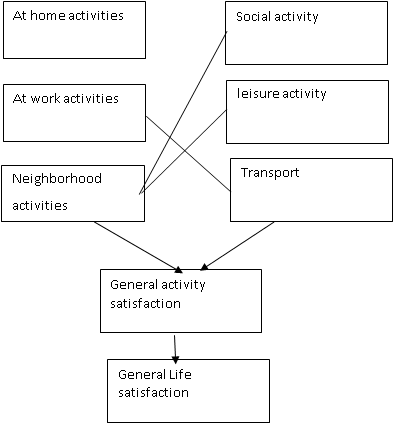 At home activities
Social activity
At work activities
leisure activity
Neighborhood
activities
Transport
General activity
satisfaction
General Life
satisfaction